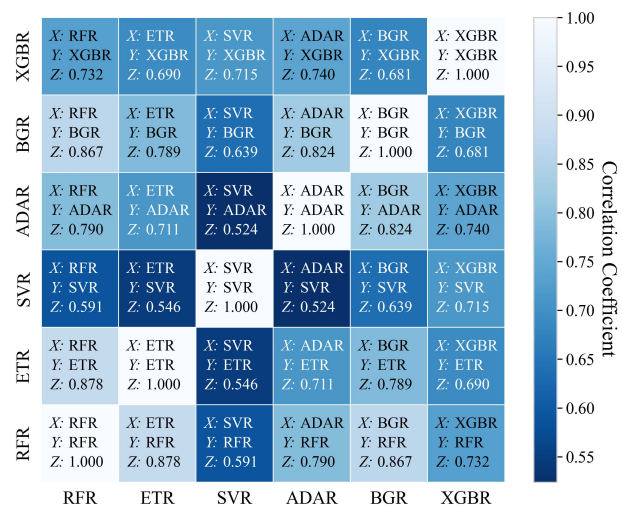 XGBR
X: RFR
Y: XGBR
Z: 0.732
X: ETR
Y: XGBR
Z: 0.690
X: SVR
Y: XGBR
Z: 0.715
X: ADAR
Y: XGBR
Z: 0.740
X: BGR
Y: XGBR
Z: 0.681
X: XGBR
Y: XGBR
Z: 1.000
BGR
X: RFR
Y: BGR
Z: 0.867
X: ETR
Y: BGR
Z: 0.789
X: SVR
Y: BGR
Z: 0.639
X: ADAR
Y: BGR
Z: 0.824
X: BGR
Y: BGR
Z: 1.000
X: XGBR
Y: BGR
Z: 0.681
ADAR
X: RFR
Y: ADAR
Z: 0.790
X: ETR
Y: ADAR
Z: 0.711
X: SVR
Y: ADAR
Z: 0.524
X: ADAR
Y: ADAR
Z: 1.000
X: BGR
Y: ADAR
Z: 0.824
X: XGBR
Y: ADAR
Z: 0.740
SVR
X: RFR
Y: SVR
Z: 0.591
X: ETR
Y: SVR
Z: 0.546
X: SVR
Y: SVR
Z: 1.000
X: ADAR
Y: SVR
Z: 0.524
X: BGR
Y: SVR
Z: 0.639
X: XGBR
Y: SVR
Z: 0.715
ETR
X: RFR
Y: ETR
Z: 0.878
X: ETR
Y: ETR
Z: 1.000
X: SVR
Y: ETR
Z: 0.546
X: ADAR
Y: ETR
Z: 0.711
X: BGR
Y: ETR
Z: 0.789
X: XGBR
Y: ETR
Z: 0.690
RFR
X: RFR
Y: RFR
Z: 1.000
X: ETR
Y: RFR
Z: 0.878
X: SVR
Y: RFR
Z: 0.591
X: ADAR
Y: RFR
Z: 0.790
X: BGR
Y: RFR
Z: 0.867
X: XGBR
Y: RFR
Z: 0.732
RFR
ETR
SVR
ADAR
BGR
XGBR
1.00
0.95
0.90
0.85
0.80
0.75
0.70
0.65
0.60
0.55
Correlation Coefficient